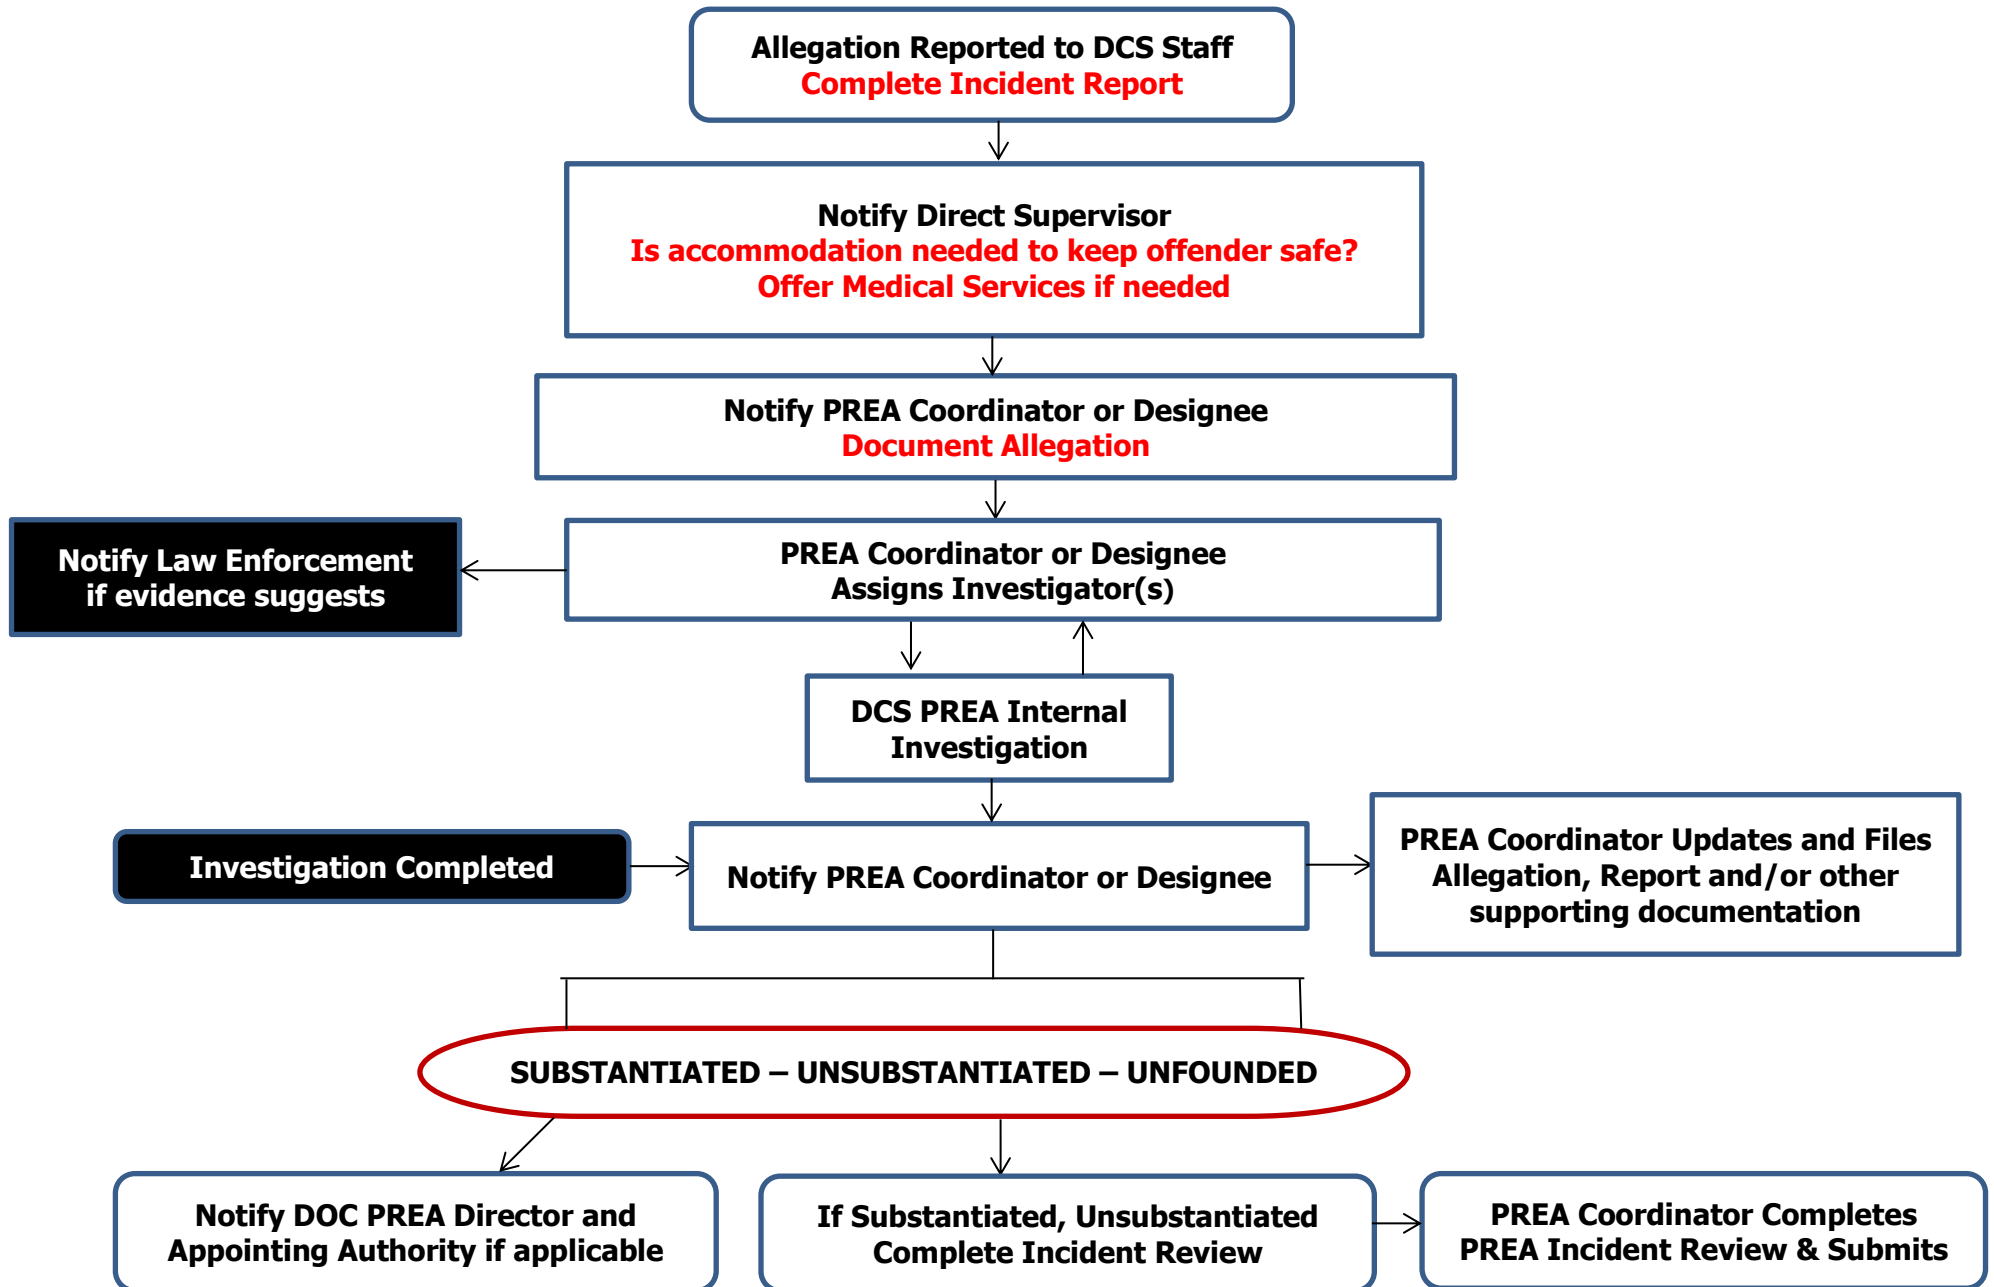 Allegation Reported to DCS Staff
Complete Incident Report
Notify Direct Supervisor
Is accommodation needed to keep offender safe?
Offer Medical Services if needed
Notify PREA Coordinator or Designee
Document Allegation
Notify Law Enforcement
if evidence suggests
PREA Coordinator or Designee
Assigns Investigator(s)
DCS PREA Internal
Investigation
Investigation Completed
Notify PREA Coordinator or Designee
PREA Coordinator Updates and Files
Allegation, Report and/or other
supporting documentation
SUBSTANTIATED – UNSUBSTANTIATED – UNFOUNDED
Notify DOC PREA Director and
Appointing Authority if applicable
If Substantiated, Unsubstantiated
Complete Incident Review
PREA Coordinator Completes
PREA Incident Review & Submits